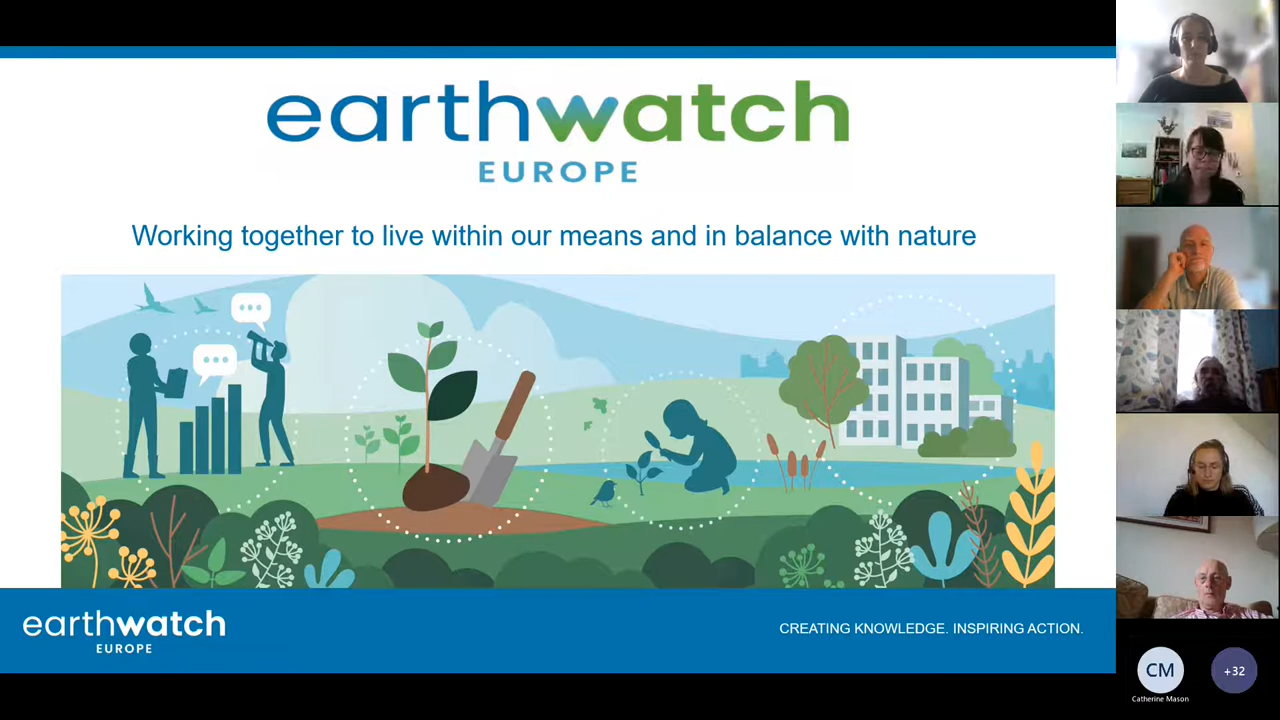 earthwatch
EUROPE
Working together to live within our means and in balance with nature
earthwatch
EUROPE
CREATING KNOWLEDGE. INSPIRING ACTION.
CM
+32
Catherine Mason